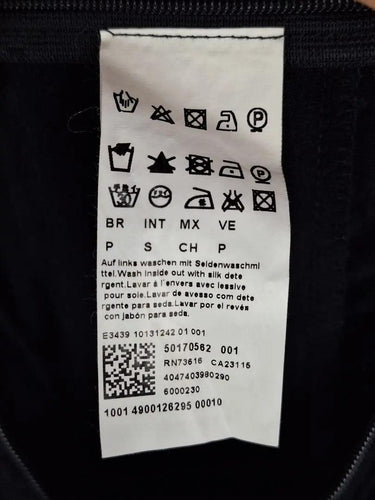 P
P
30
BR INT MX VE
P S CH P
Auf links waschen mit Seidenwaschmi
ttel.Wash inside out with silk dete
rgent.Lavar à l'envers avec lessive
pour soie.Lavar de avesso com dete
rgente para seda.Lavar por el revés
con jabón para seda.
E3439 10131242 01 001
50170562 001
RN73616 CA23115
4047403980290
6000230
1001 4900126295 00010